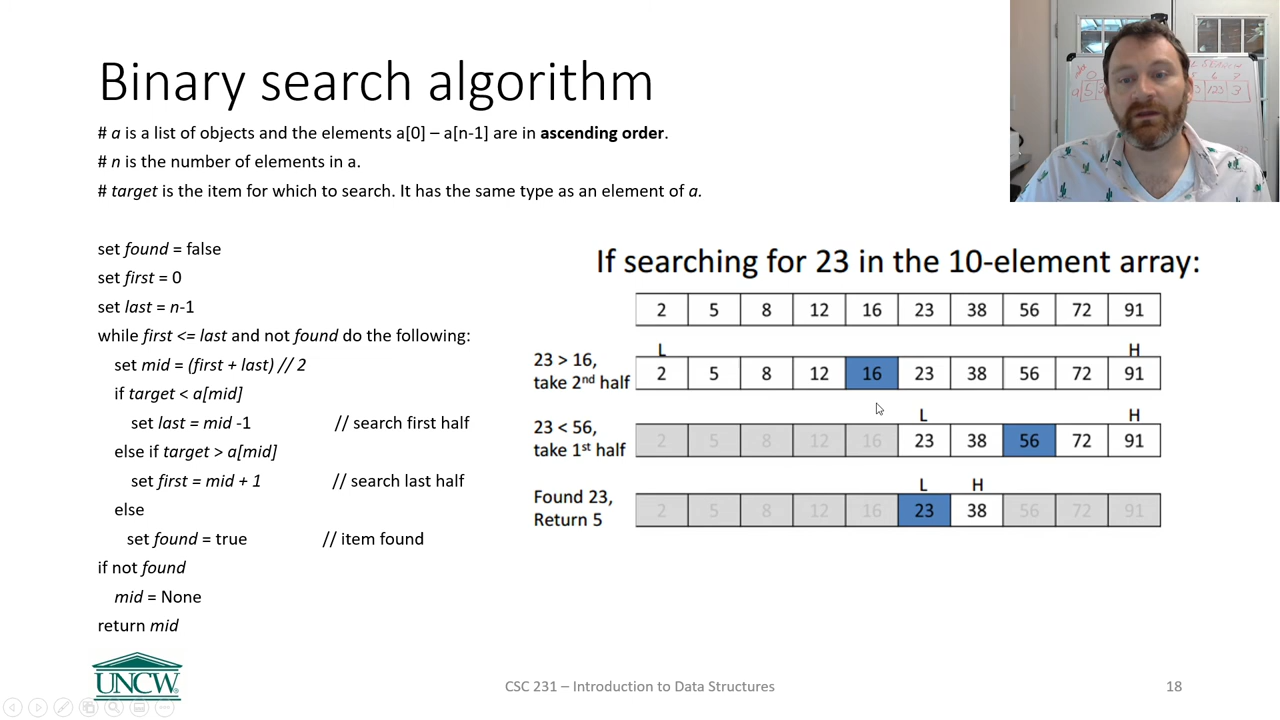 Binary search algorithm
# a is a list of objects and the elements a[0] – a[n-1] are in ascending order.
# n is the number of elements in a.
# target is the item for which to search. It has the same type as an element of a.
set found = false
set first = 0
set last = n-1
while first <= last and not found do the following:
set mid = (first + last) // 2
if target < a[mid]
set last = mid -1 // search first half
else if target > a[mid]
set first = mid + 1 // search last half
else
set found = true // item found
if not found
mid = None
return mid
If searching for 23 in the 10-element array:
2 5 8 12 16 23 38 56 72 91
L H
23 > 16,
take 2nd half
2 5 8 12 16 23 38 56 72 91
L H
23 < 56,
take 1st half
2 5 8 12 16 23 38 56 72 91
L H
Found 23,
Return 5
2 5 8 12 16 23 38 56 72 91
UNCW
CSC 231 – Introduction to Data Structures
18